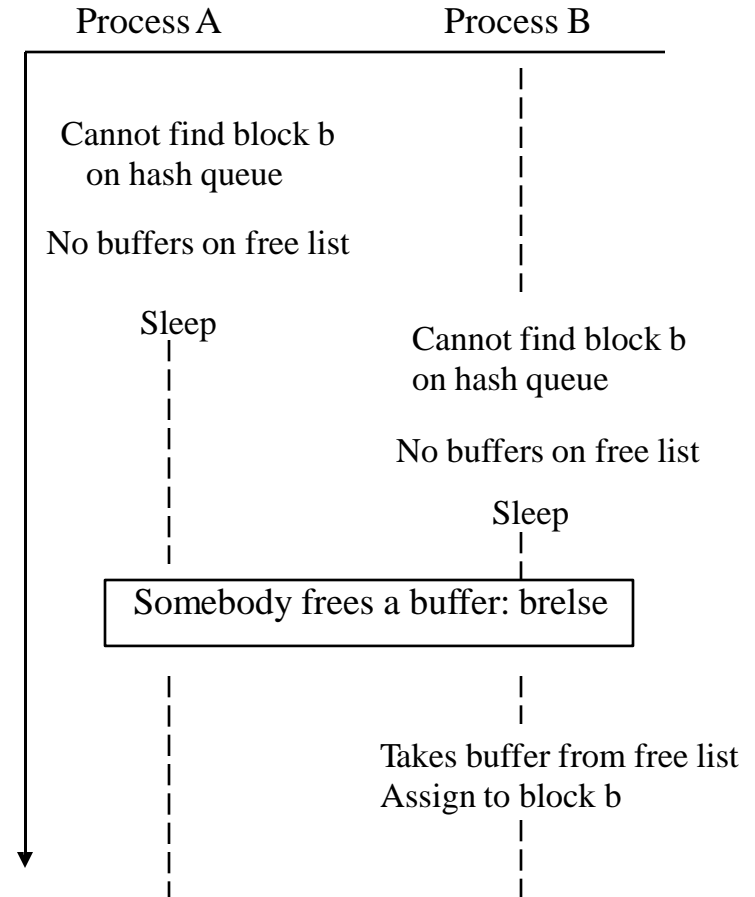 Process A
Process B
Cannot find block b
on hash queue
No buffers on free list
Sleep
Cannot find block b
on hash queue
No buffers on free list
Sleep
Somebody frees a buffer: brelse
Takes buffer from free list
Assign to block b